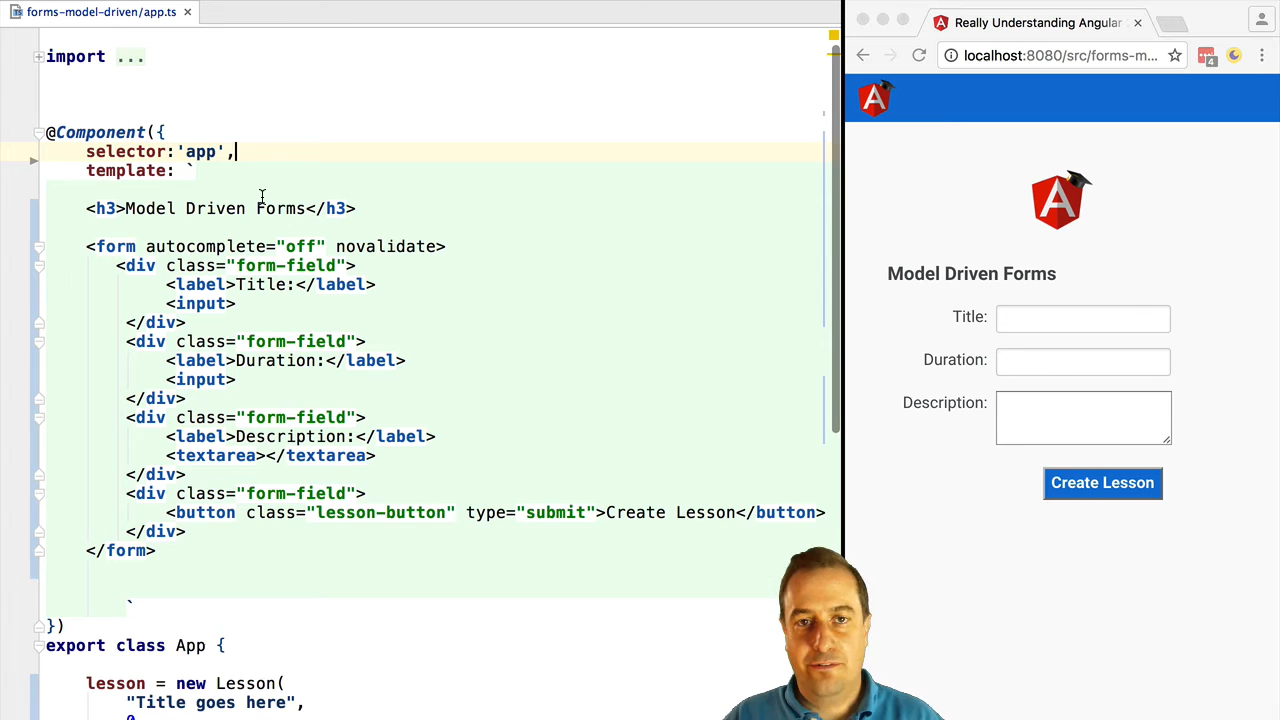 forms-model-driven/app.ts
import ...
@Component({
selector:'app',
template: `
<h3>Model Driven Forms</h3>
<form autocomplete="off" novalidate>
<div class="form-field">
<label>Title:</label>
<input>
</div>
<div class="form-field">
<label>Duration:</label>
<input>
</div>
<div class="form-field">
<label>Description:</label>
<textarea></textarea>
</div>
<div class="form-field">
<button class="lesson-button" type="submit">Create Lesson</button>
</div>
</form>
`
})
export class App {
lesson = new Lesson(
"Title goes here",
Really Understanding Angular
localhost:8080/src/forms-m...
4
Model Driven Forms
Title:
Duration:
Description:
Create Lesson